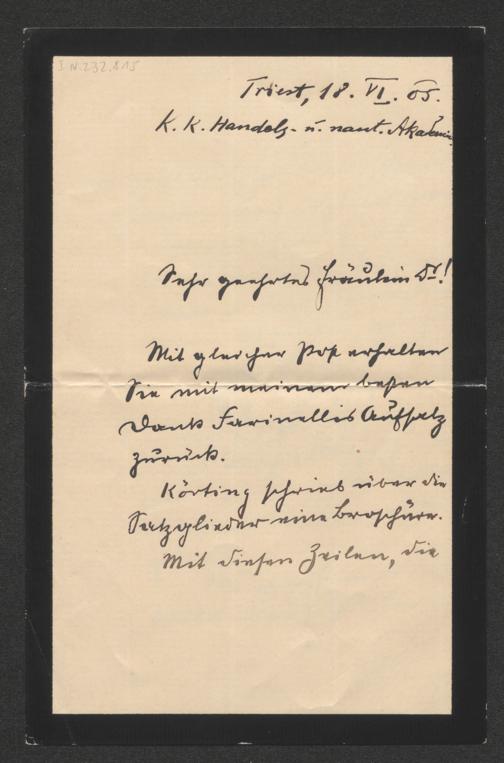 I.N.232.815
Triest, 18. VI. 05.
K. K. Handels- u. naut. Akademie.
Sehr geehrtes Fräulein Dr!
Mit gleicher Post erhalten
Sie mit meinem besten
Dank Farinellis Aufsatz
zurück.
Körting schrieb über die
Satzglieder eine Broschüre.
Mit diesen Zeilen, die